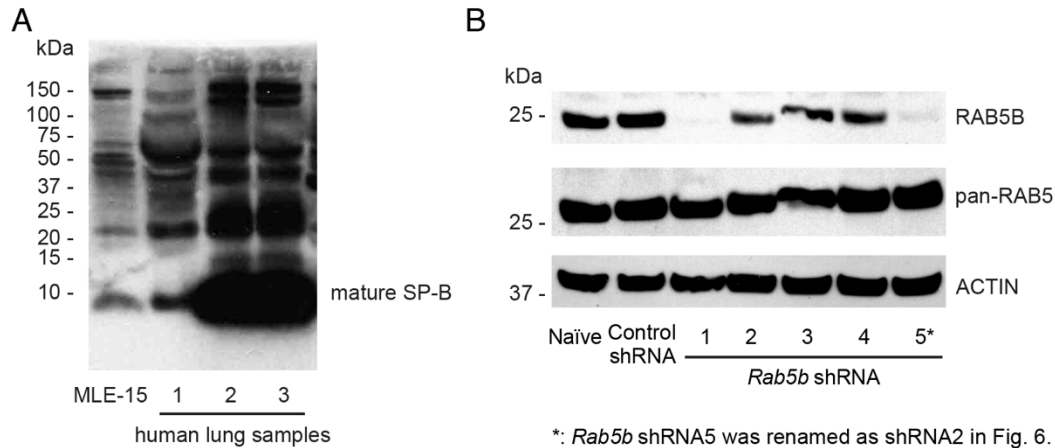 A
kDa
150 -
100 -
75 -
50 -
37 -
25 -
20 -
15 -
10 -
mature SP-B
MLE-15 1 2 3
human lung samples
B
kDa
25 -
RAB5B
pan-RAB5
25 -
37 -
ACTIN
Naïve Control shRNA 1 2 3 4 5*
Rab5b shRNA
*: Rab5b shRNA5 was renamed as shRNA2 in Fig. 6.